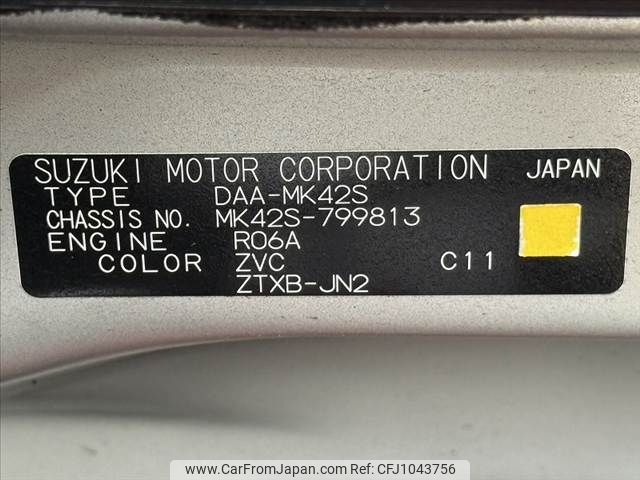 SUZUKI MOTOR CORPORATION JAPAN
TYPE DAA-MK42S
CHASSIS NO. MK42S-799813
ENGINE R06A
COLOR ZVC C11
ZTXB-JN2
www.CarFromJapan.com | Ref no. CFJ1043756